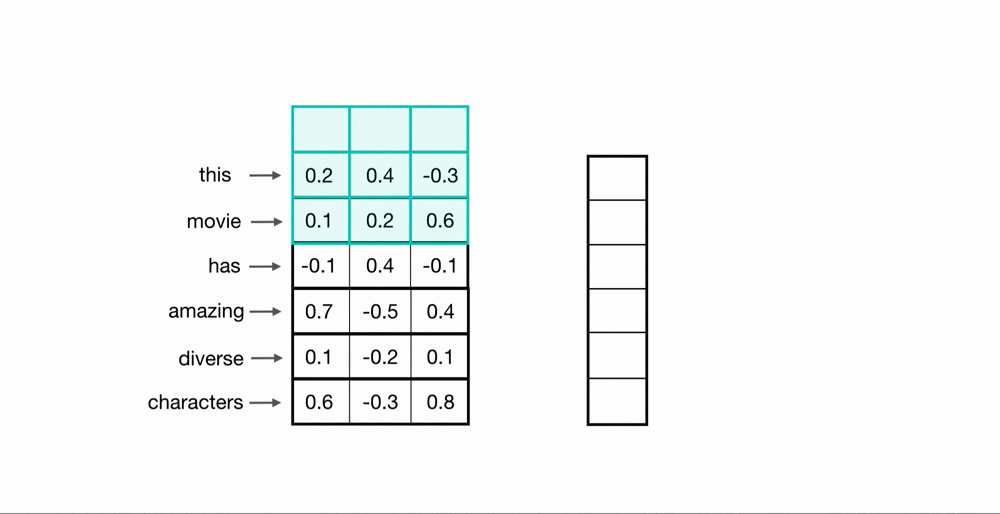 this 0.2 0.4 -0.3
movie 0.1 0.2 0.6
has -0.1 0.4 -0.1
amazing 0.7 -0.5 0.4
diverse 0.1 -0.2 0.1
characters 0.6 -0.3 0.8